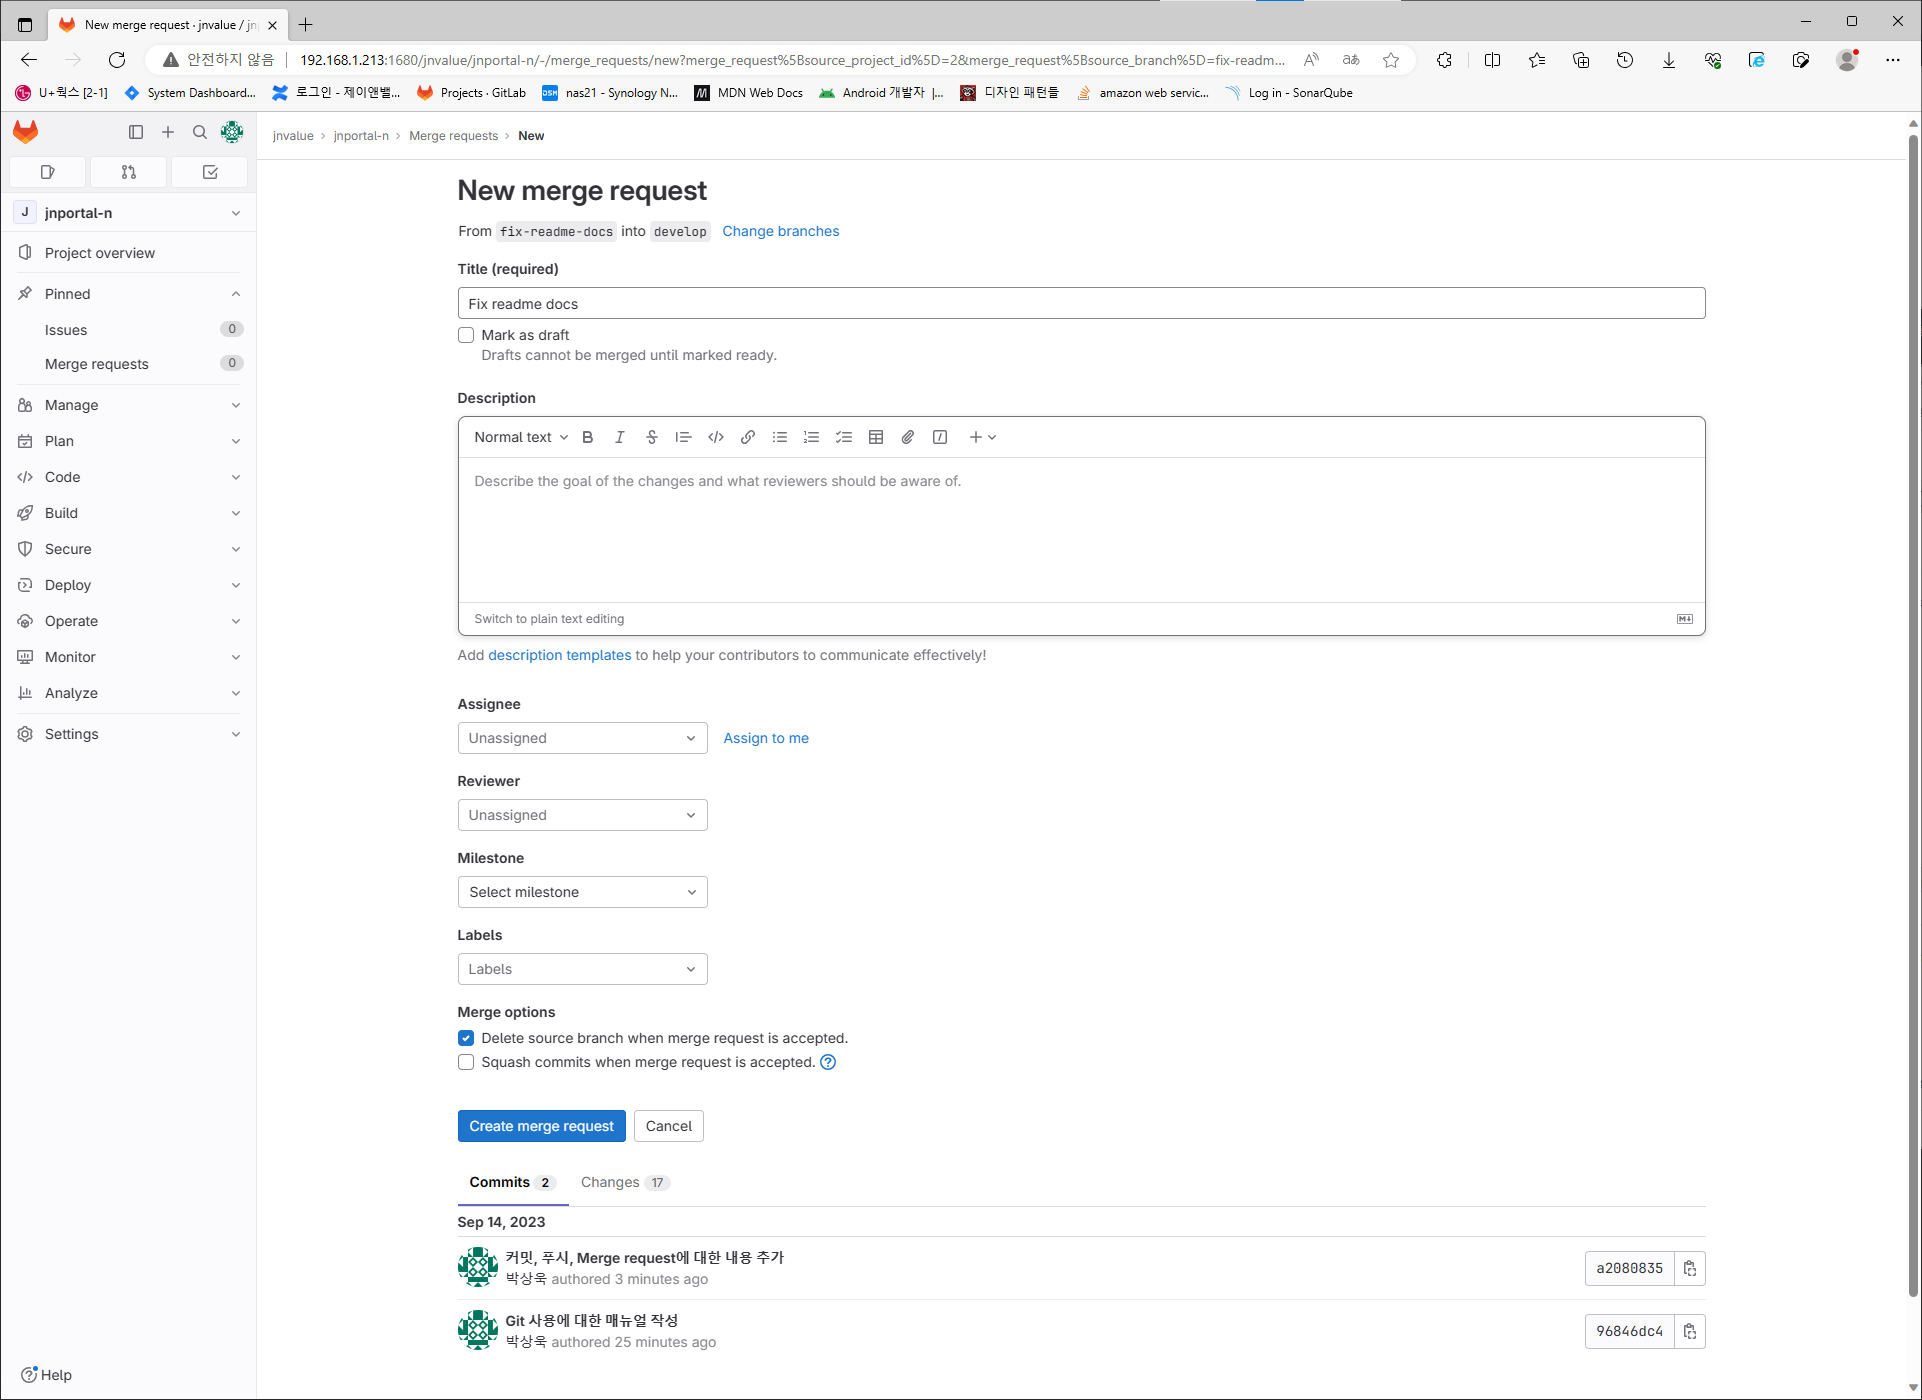 New merge request · jnvalue / jn
안전하지 않음
192.168.1.213:1680/jnvalue/jnportal-n/-/merge_requests/new?merge_request%5Bsource_project_id%5D=2&merge_request%5Bsource_branch%5D=fix-readm...
U+웍스 [2-1]
System Dashboard...
로그인 - 제이앤밸...
Projects · GitLab
nas21 - Synology N...
MDN Web Docs
Android 개발자 |...
디자인 패턴들
amazon web servic...
Log in - SonarQube
jnvalue › jnportal-n › Merge requests › New
J jnportal-n
Project overview
Pinned
Issues 0
Merge requests 0
Manage
Plan
Code
Build
Secure
Deploy
Operate
Monitor
Analyze
Settings
Help
New merge request
From fix-readme-docs into develop Change branches
Title (required)
Fix readme docs
Mark as draft
Drafts cannot be merged until marked ready.
Description
Normal text
Describe the goal of the changes and what reviewers should be aware of.
Switch to plain text editing
Add description templates to help your contributors to communicate effectively!
Assignee
Unassigned Assign to me
Reviewer
Unassigned
Milestone
Select milestone
Labels
Labels
Merge options
Delete source branch when merge request is accepted.
Squash commits when merge request is accepted.
Create merge request Cancel
Commits 2 Changes 17
Sep 14, 2023
커밋, 푸시, Merge request에 대한 내용 추가
박상욱 authored 3 minutes ago
a2080835
Git 사용에 대한 매뉴얼 작성
박상욱 authored 25 minutes ago
96846dc4